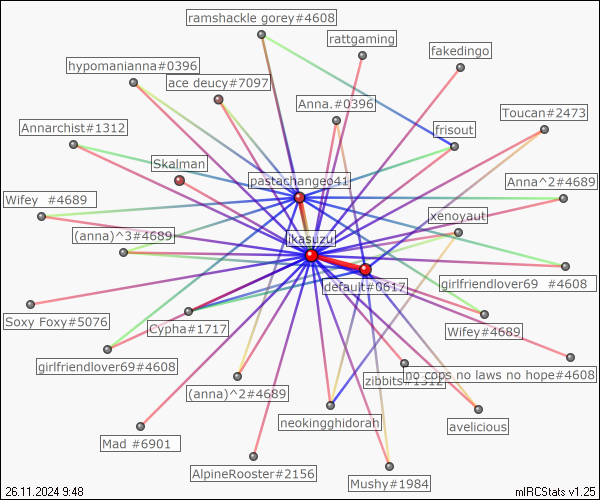 ramshackle gorey#4608
rattgaming
fakedingo
hypomanianna#0396
ace deucy#7097
Anna.#0396
Toucan#2473
Annarchist#1312
frisout
Skalman
pastachangeo41
Anna^2#4689
Wifey_#4689
xenoyaut
(anna)^3#4689
ikasuzu
default#0617
girlfriendlover69_#4608
Soxy Foxy#5076
Cypha#1717
Wifey#4689
girlfriendlover69#4608
zibbits#1312
no cops no laws no hope#4608
(anna)^2#4689
neokingghidorah
avelicious
Mad #6901
AlpineRooster#2156
Mushy#1984
26.11.2024 9:48
mIRCStats v1.25